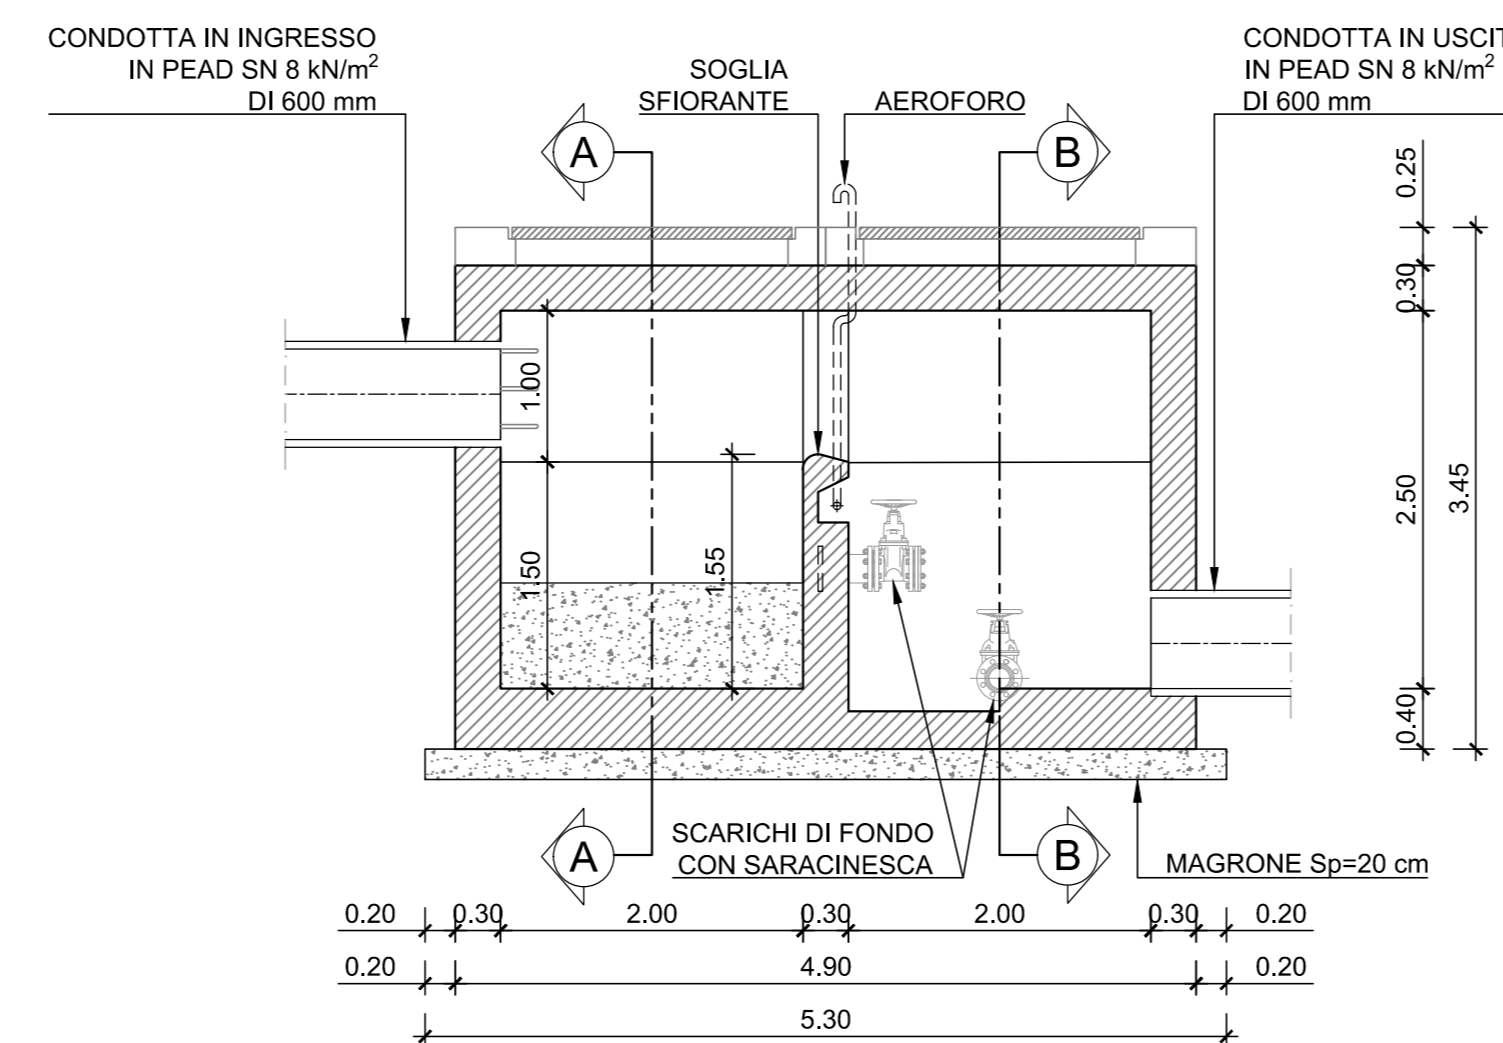 CONDOTTA IN INGRESSO
IN PEAD SN 8 kN/m²
DI 600 mm
SOGLIA
SFIORANTE
AEROFORO
CONDOTTA IN USCIT
IN PEAD SN 8 kN/m²
DI 600 mm
A
B
0.25
0.30
1.00
2.50
3.45
1.50
1.55
0.40
A
SCARICHI DI FONDO
CON SARACINESCA
B
MAGRONE Sp=20 cm
0.20 0.30 2.00 0.30 2.00 0.30 0.20
0.20 4.90 0.20
5.30